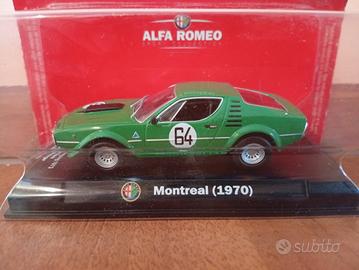 ALFA ROMEO
64
Montreal (1970)
subito